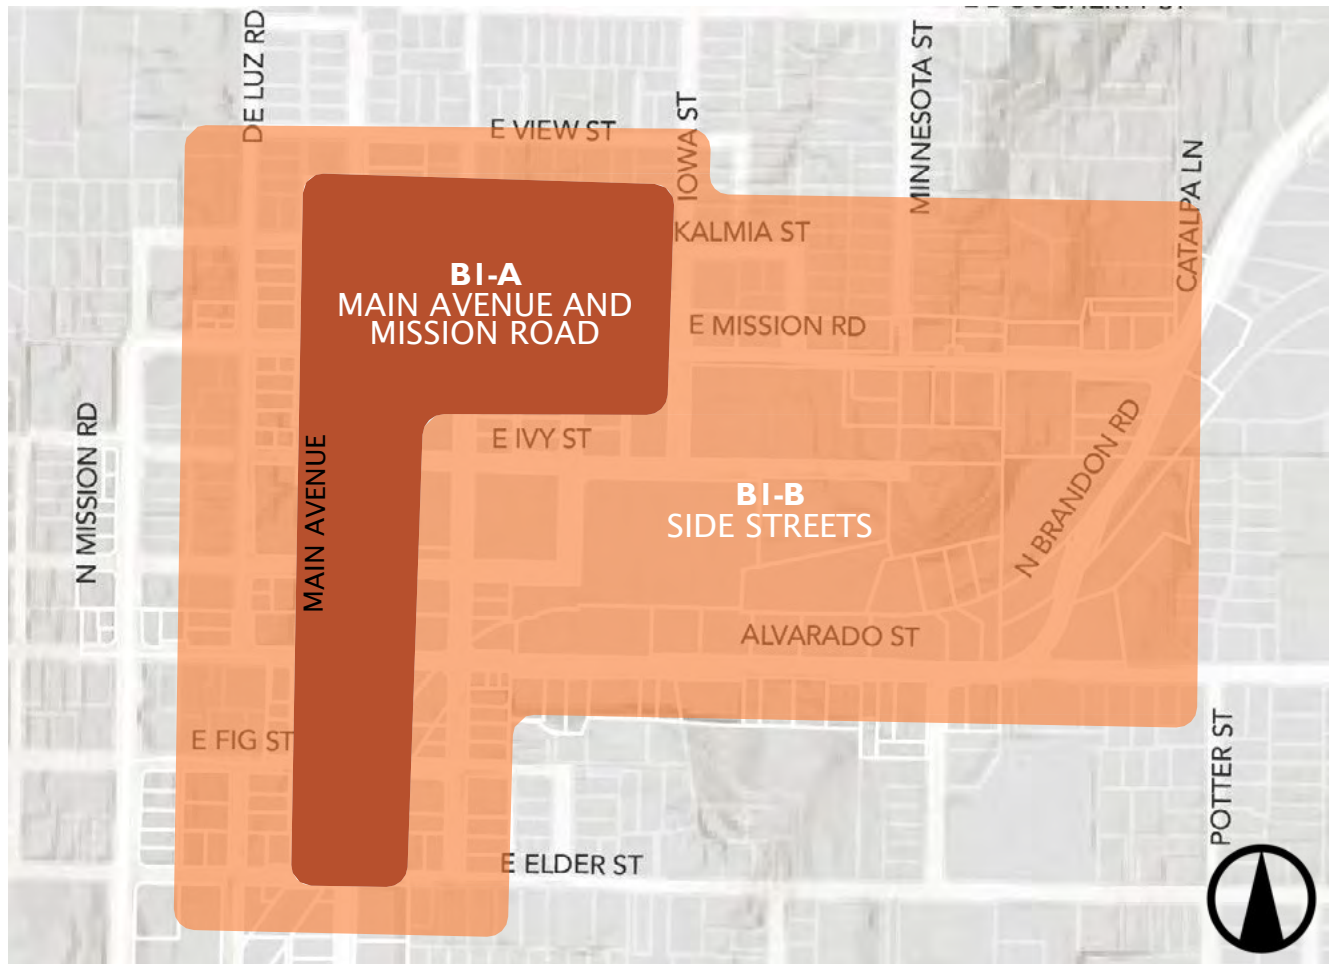 DE LUZ RD
E VIEW ST
IOWA ST
MINNESOTA ST
CATALPA LN
KALMIA ST
BI-A
MAIN AVENUE AND
MISSION ROAD
E MISSION RD
N MISSION RD
MAIN AVENUE
E IVY ST
BI-B
SIDE STREETS
N BRANDON RD
ALVARADO ST
E FIG ST
POTTER ST
E ELDER ST